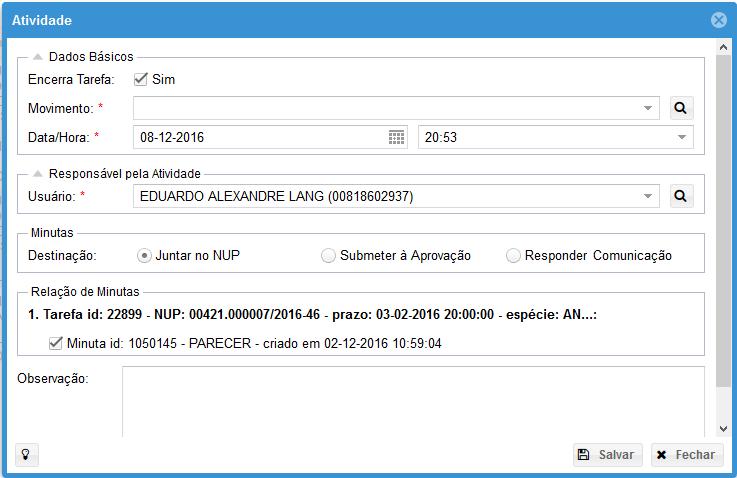 Atividade
Dados Básicos
Encerra Tarefa: Sim
Movimento: *
Data/Hora: * 08-12-2016 20:53
Responsável pela Atividade
Usuário: * EDUARDO ALEXANDRE LANG (00818602937)
Minutas
Destinação: Juntar no NUP Submeter à Aprovação Responder Comunicação
Relação de Minutas
1. Tarefa id: 22899 - NUP: 00421.000007/2016-46 - prazo: 03-02-2016 20:00:00 - espécie: AN...:
Minuta id: 1050145 - PARECER - criado em 02-12-2016 10:59:04
Observação:
Salvar Fechar